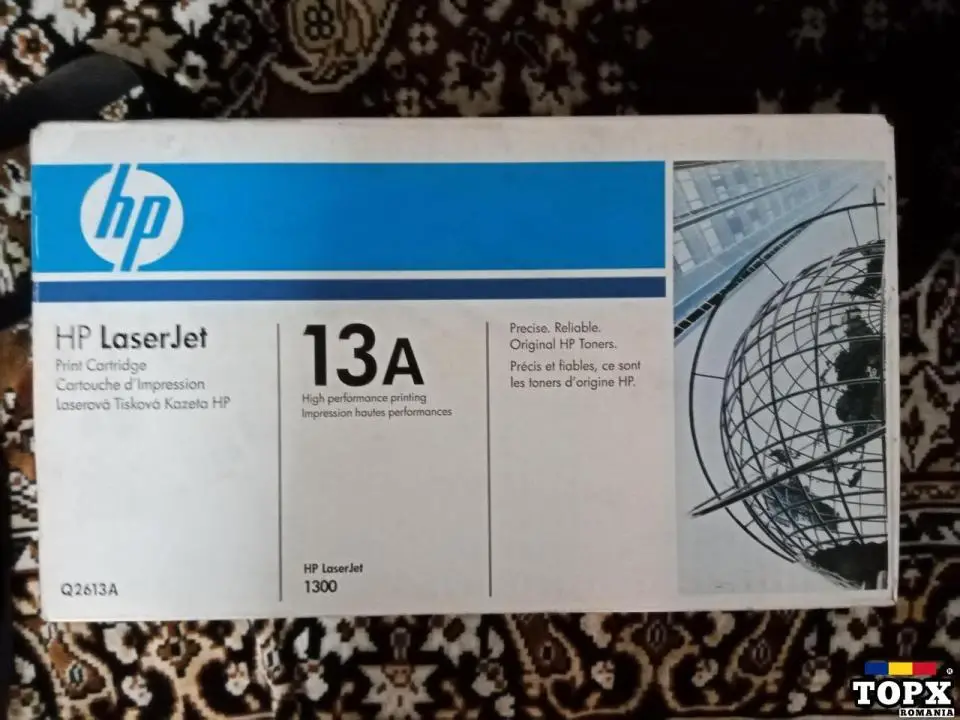 hp
HP LaserJet
Print Cartridge
Cartouche d'Impression
Laserová Tisková Kazeta HP
Q2613A
13A
High performance printing
Impression hautes performances
HP LaserJet
1300
Precise. Reliable.
Original HP Toners.
Précis et fiables, ce sont
les toners d'origine HP.
TOPX
ROMANIA